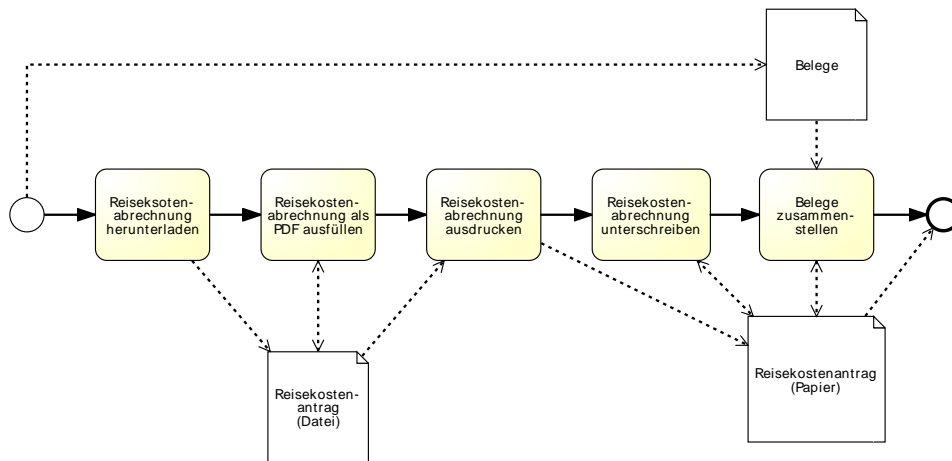 Belege
Reiseksoten-
abrechnung
herunterladen
Reisekosten-
abrechnung als
PDF ausfüllen
Reisekosten-
abrechnung
ausdrucken
Reisekosten-
abrechnung
unterschreiben
Belege
zusammen-
stellen
Reisekosten-
antrag
(Datei)
Reisekostenantrag
(Papier)